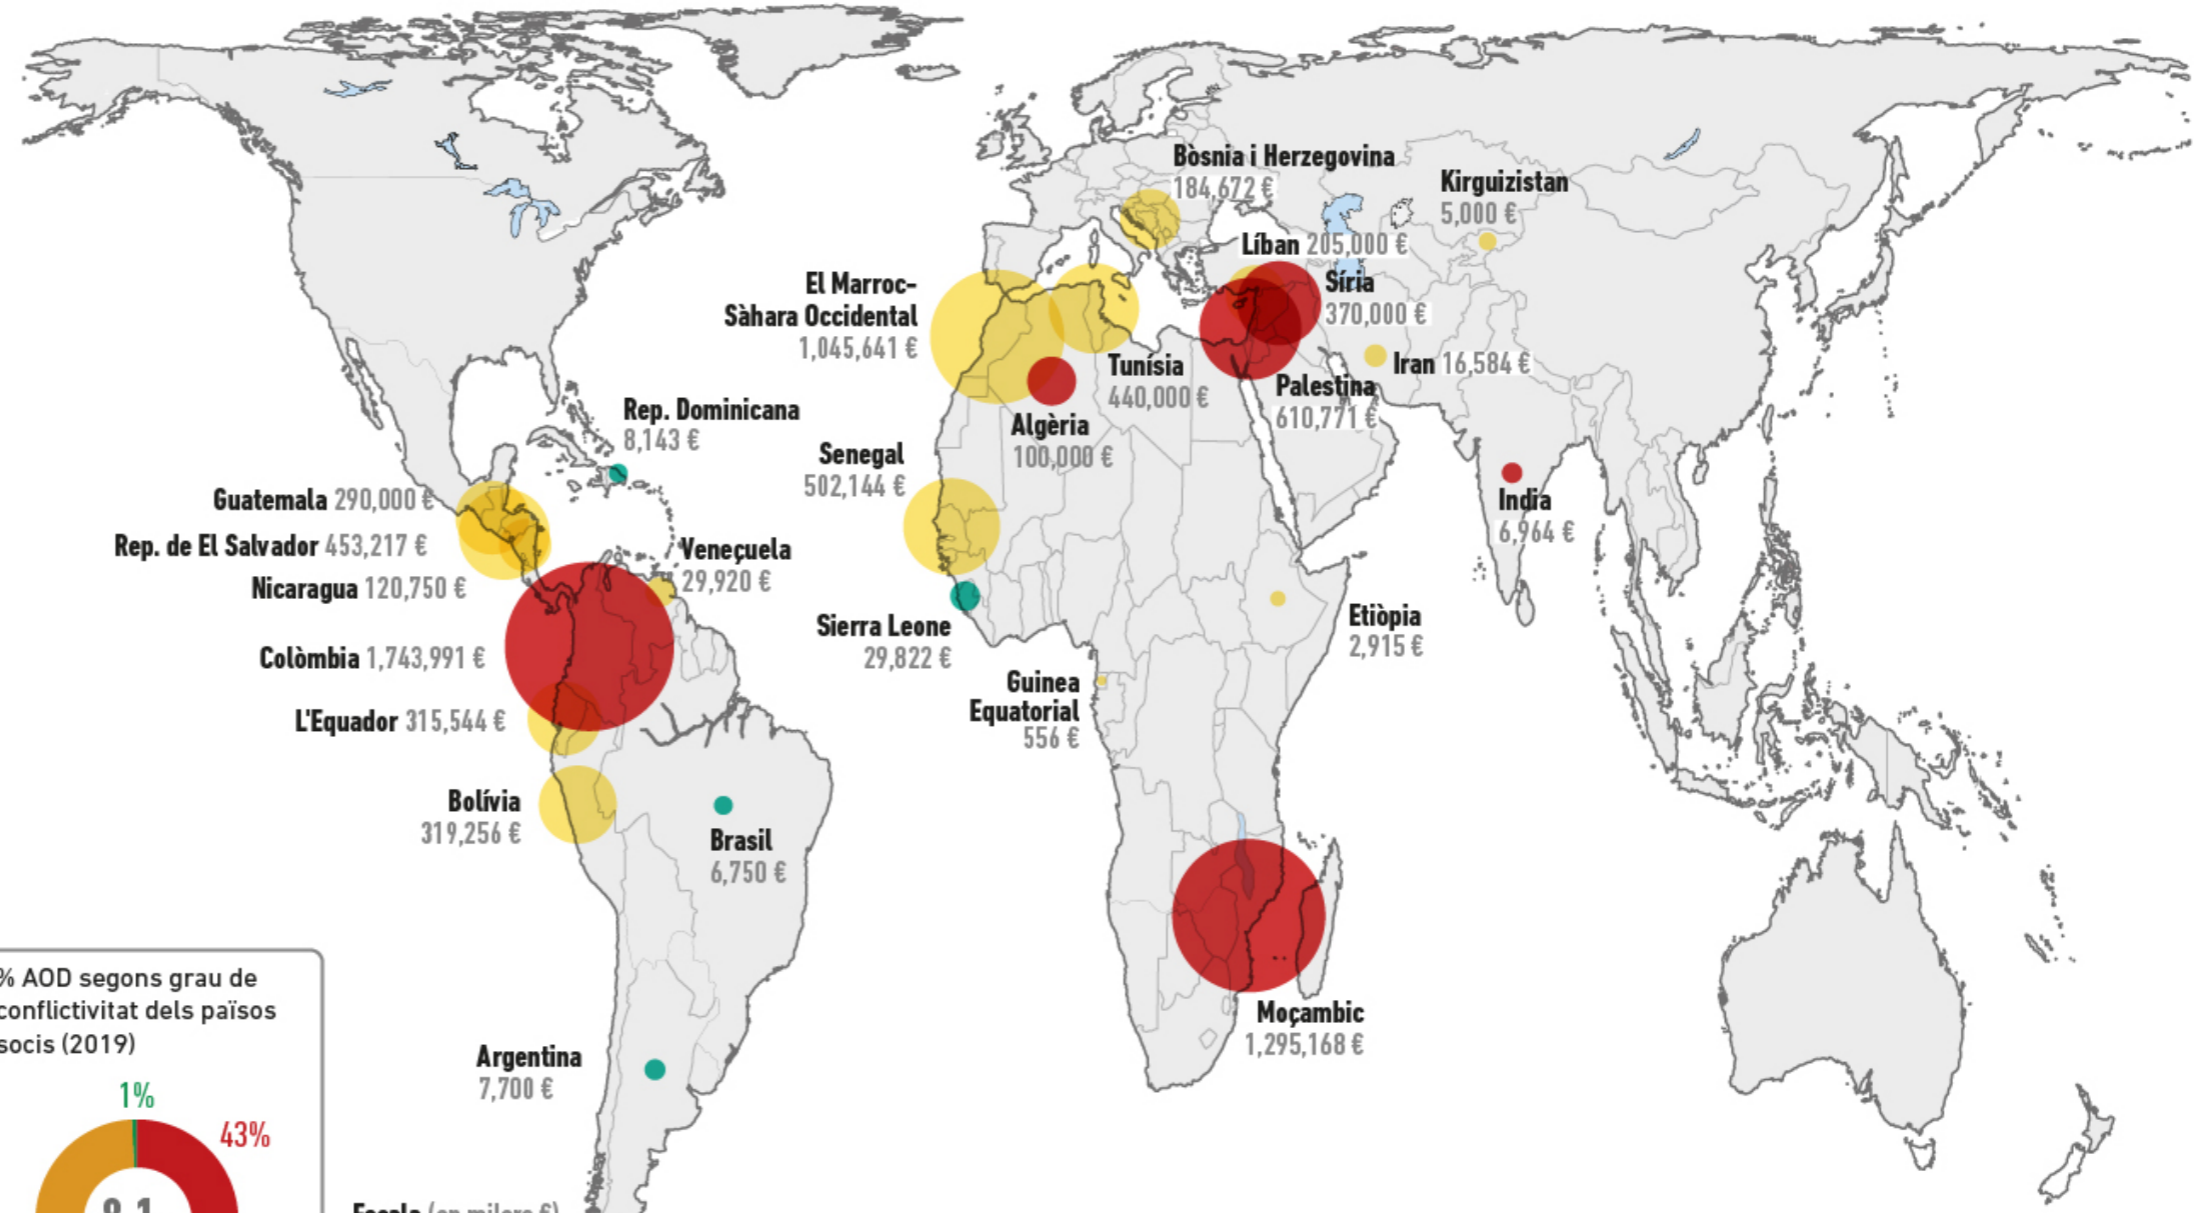 Bòsnia i Herzegovina
184,672 €
Kirguizistan
5,000 €
Líban 205,000 €
Síria
370,000 €
El Marroc-
Sàhara Occidental
1,045,641 €
Tunísia
440,000 €
Iran 16,584 €
Palestina
610,771 €
Algèria
100,000 €
Rep. Dominicana
8,143 €
Senegal
502,144 €
Guatemala 290,000 €
India
6,964 €
Rep. de El Salvador 453,217 €
Veneçuela
29,920 €
Nicaragua 120,750 €
Sierra Leone
29,822 €
Etiòpia
2,915 €
Colòmbia 1,743,991 €
Guinea
Equatorial
556 €
L'Equador 315,544 €
Bolívia
319,256 €
Brasil
6,750 €
Moçambic
1,295,168 €
Argentina
7,700 €
% AOD segons grau de
conflictivitat dels països
socis (2019)
1%
43%
8,1
Escala (en milers €)